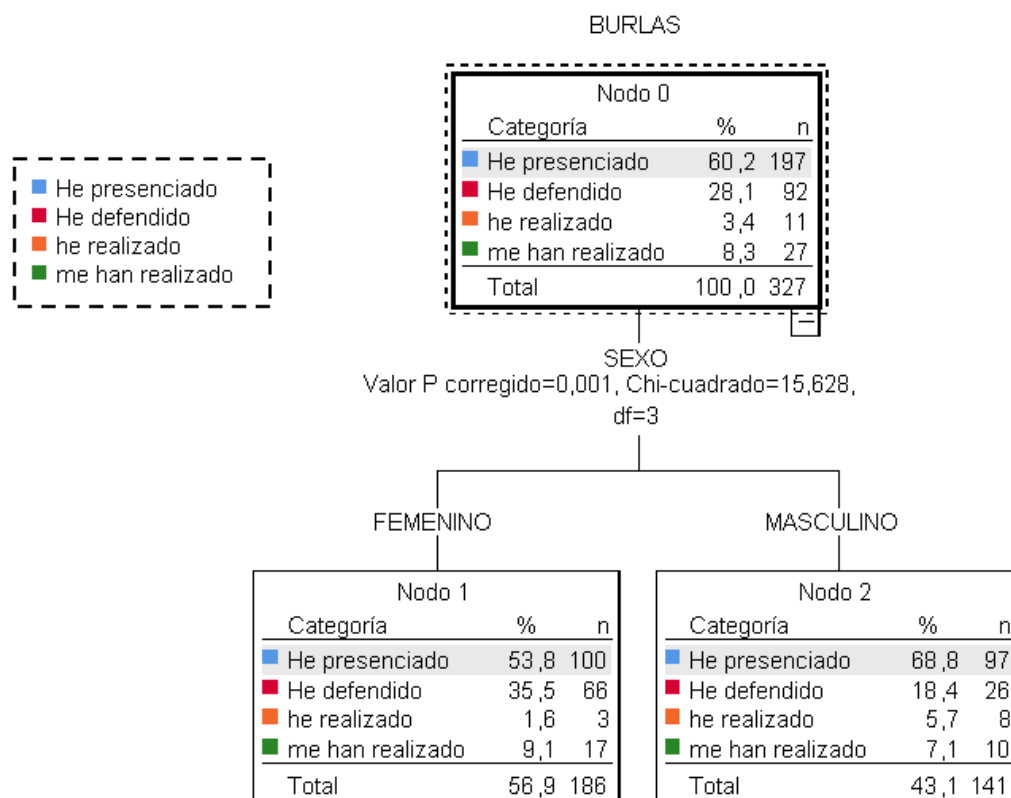 BURLAS
Nodo 0
Categoría % n
He presenciado 60,2 197
He defendido 28,1 92
he realizado 3,4 11
me han realizado 8,3 27
Total 100,0 327
He presenciado
He defendido
he realizado
me han realizado
SEXO
Valor P corregido=0,001, Chi-cuadrado=15,628,
df=3
FEMENINO
MASCULINO
Nodo 1
Categoría % n
He presenciado 53,8 100
He defendido 35,5 66
he realizado 1,6 3
me han realizado 9,1 17
Total 56,9 186
Nodo 2
Categoría % n
He presenciado 68,8 97
He defendido 18,4 26
he realizado 5,7 8
me han realizado 7,1 10
Total 43,1 141